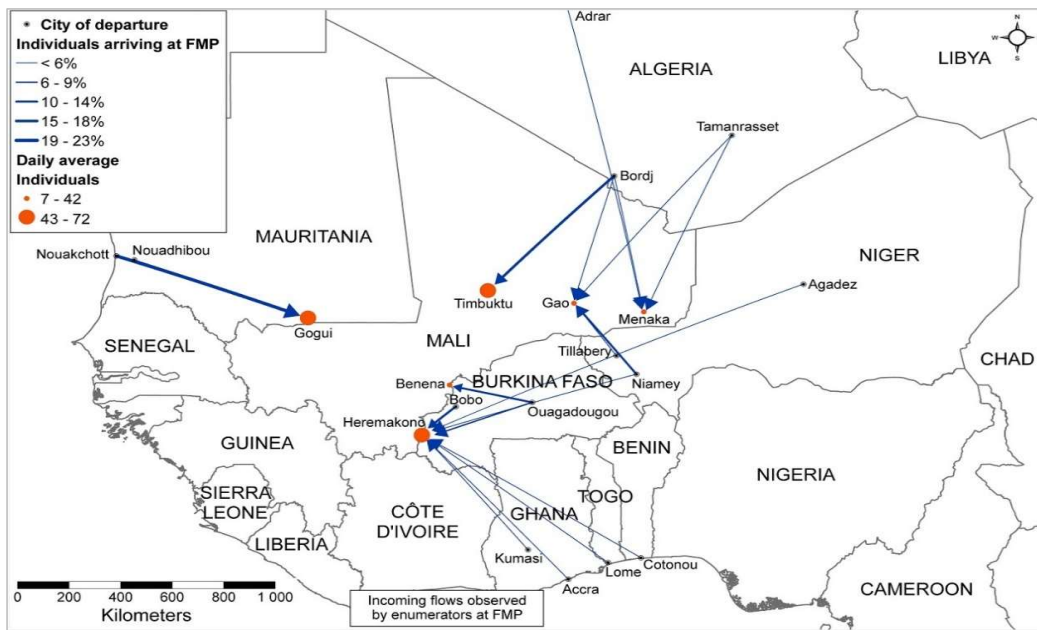 City of departure
Individuals arriving at FMP
< 6%
6 - 9%
10 - 14%
15 - 18%
19 - 23%
Daily average
Individuals
7 - 42
43 - 72
Adrar
N
W
E
S
ALGERIA
LIBYA
Tamanrasset
Bordj
MAURITANIA
NIGER
Nouakchott
Nouadhibou
Agadez
Timbuktu
Gao
Menaka
Gogui
MALI
SENEGAL
Tillabery
CHAD
Benena
BURKINA FASO
Niamey
Bobo
Ouagadougou
Heremakono
GUINEA
BENIN
NIGERIA
SIERRA
LEONE
CÔTE
D'IVOIRE
GHANA
TOGO
LIBERIA
Kumasi
Lome
Cotonou
Accra
CAMEROON
0 200 400 600 800 1 000
Kilometers
Incoming flows observed
by enumerators at FMP